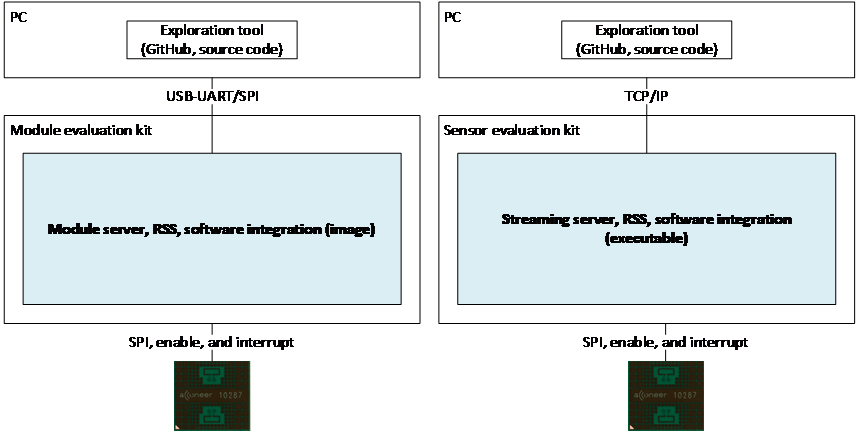 PC
Exploration tool
(GitHub, source code)
USB-UART/SPI
Module evaluation kit
Module server, RSS, software integration (image)
SPI, enable, and interrupt
acconeer 10287
PC
Exploration tool
(GitHub, source code)
TCP/IP
Sensor evaluation kit
Streaming server, RSS, software integration
(executable)
SPI, enable, and interrupt
acconeer 10287